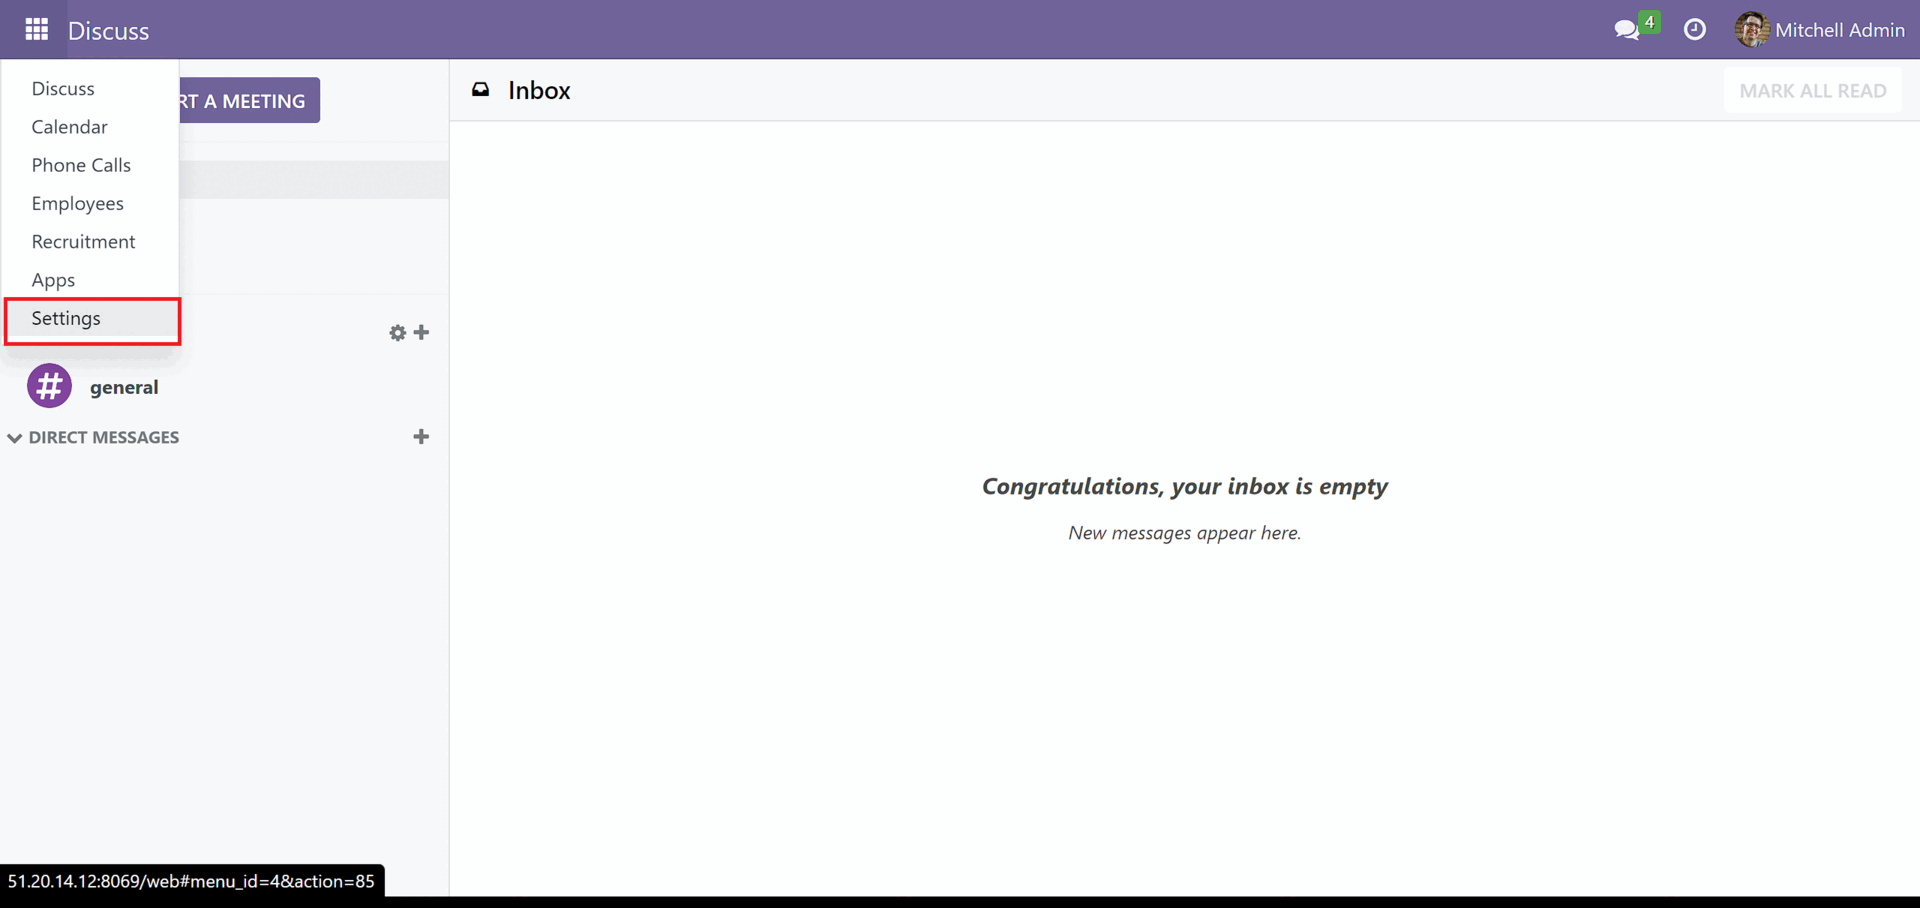 Discuss
4
Mitchell Admin
Discuss
Calendar
Phone Calls
Employees
Recruitment
Apps
Settings
RT A MEETING
Inbox
MARK ALL READ
general
DIRECT MESSAGES
Congratulations, your inbox is empty
New messages appear here.
51.20.14.12:8069/web#menu_id=4&action=85